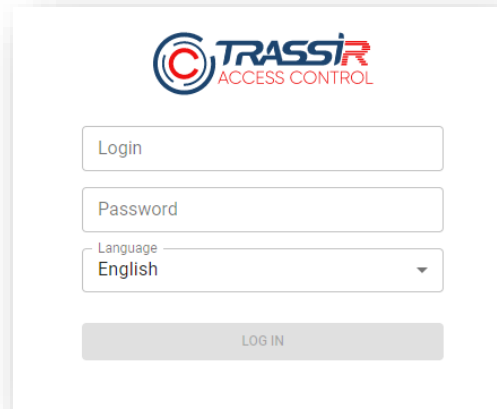 TRASSIR
ACCESS CONTROL
Login
Password
Language
English
LOG IN